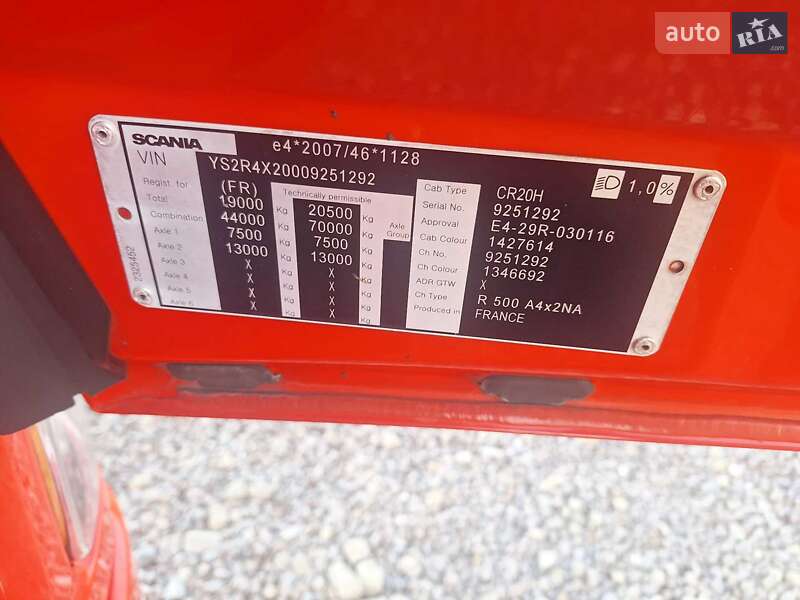 auto RIA.com
SCANIA e4*2007/46*1128
VIN YS2R4X20009251292
Regist. for (FR) Technically permissible
Total 19000 Kg 20500 Kg
Combination 44000 Kg 70000 Kg
Axle 1 7500 Kg 7500 Kg Axle Group
Axle 2 13000 Kg 13000 Kg
Axle 3 X Kg X Kg
Axle 4 X Kg X Kg
Axle 5 X Kg X Kg
Axle 6 X Kg X Kg
2325452
Cab Type CR20H 1,0%
Serial No. 9251292
Approval E4-29R-030116
Cab Colour 1427614
Ch No. 9251292
Ch Colour 1346692
ADR GTW X
Ch Type R 500 A4x2NA
Produced in FRANCE